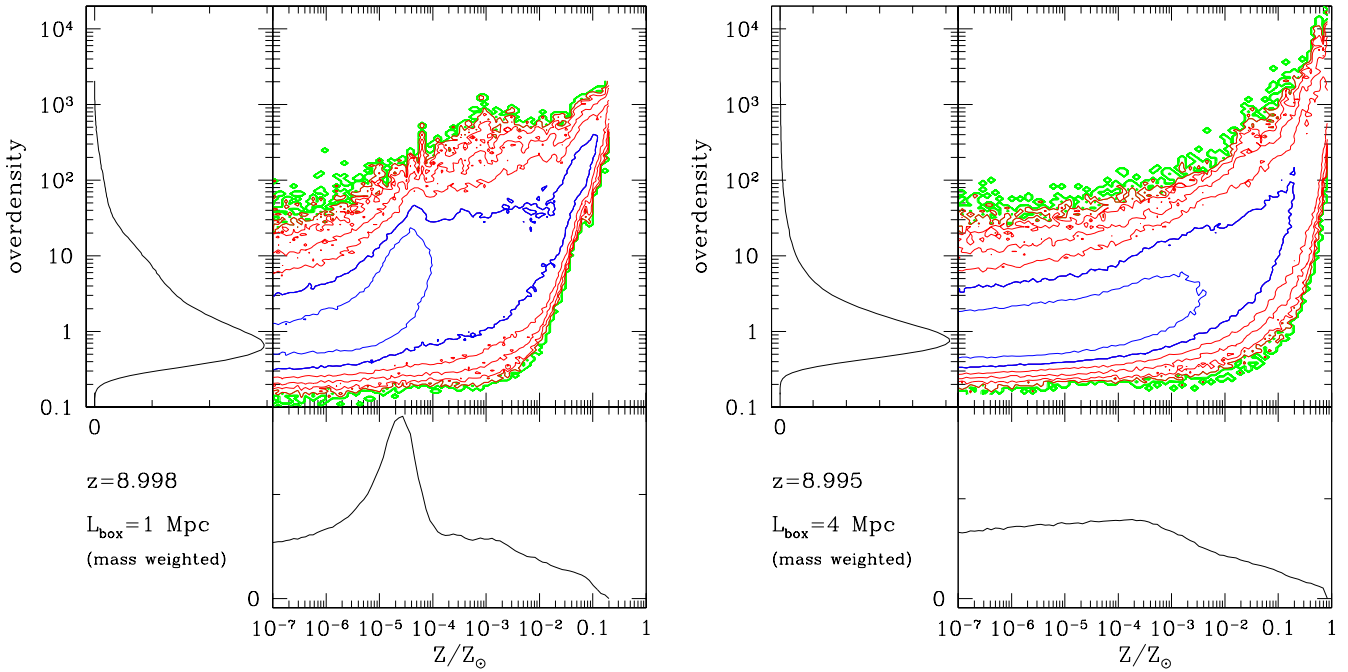 10⁴
10³
10²
10
1
0.1
overdensity
0
z=8.998
L_box=1 Mpc
(mass weighted)
0
10⁻⁷ 10⁻⁶ 10⁻⁵ 10⁻⁴ 10⁻³ 10⁻² 0.1 1
Z/Z☉
10⁴
10³
10²
10
1
0.1
overdensity
0
z=8.995
L_box=4 Mpc
(mass weighted)
0
10⁻⁷ 10⁻⁶ 10⁻⁵ 10⁻⁴ 10⁻³ 10⁻² 0.1 1
Z/Z☉